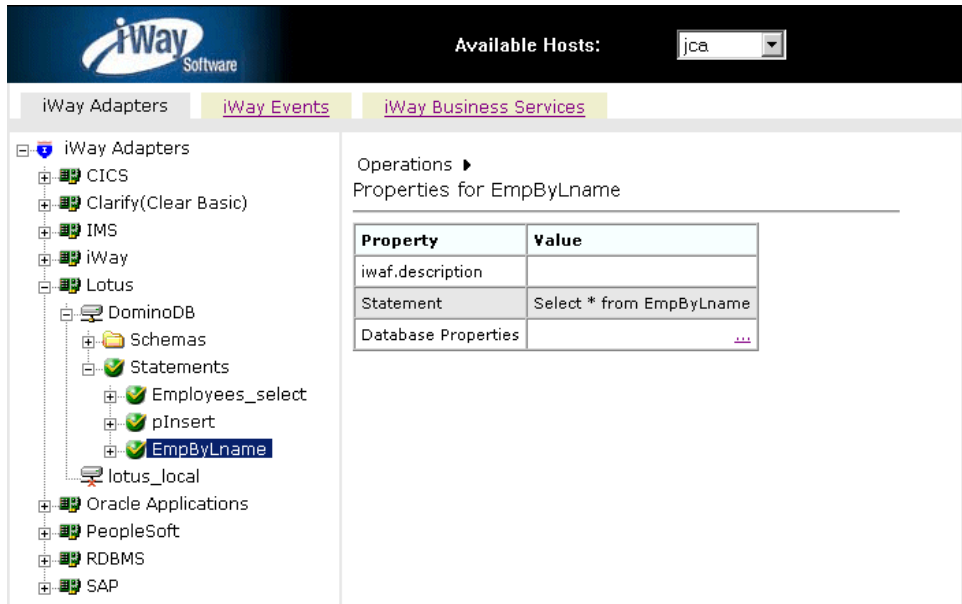 iWay
Software
Available Hosts:
jca
iWay Adapters
iWay Events
iWay Business Services
iWay Adapters
CICS
Clarify(Clear Basic)
IMS
iWay
Lotus
DominoDB
Schemas
Statements
Employees_select
pInsert
EmpByLname
lotus_local
Oracle Applications
PeopleSoft
RDBMS
SAP
Operations
Properties for EmpByLname
Property Value
iwaf.description
Statement Select * from EmpByLname
Database Properties ...